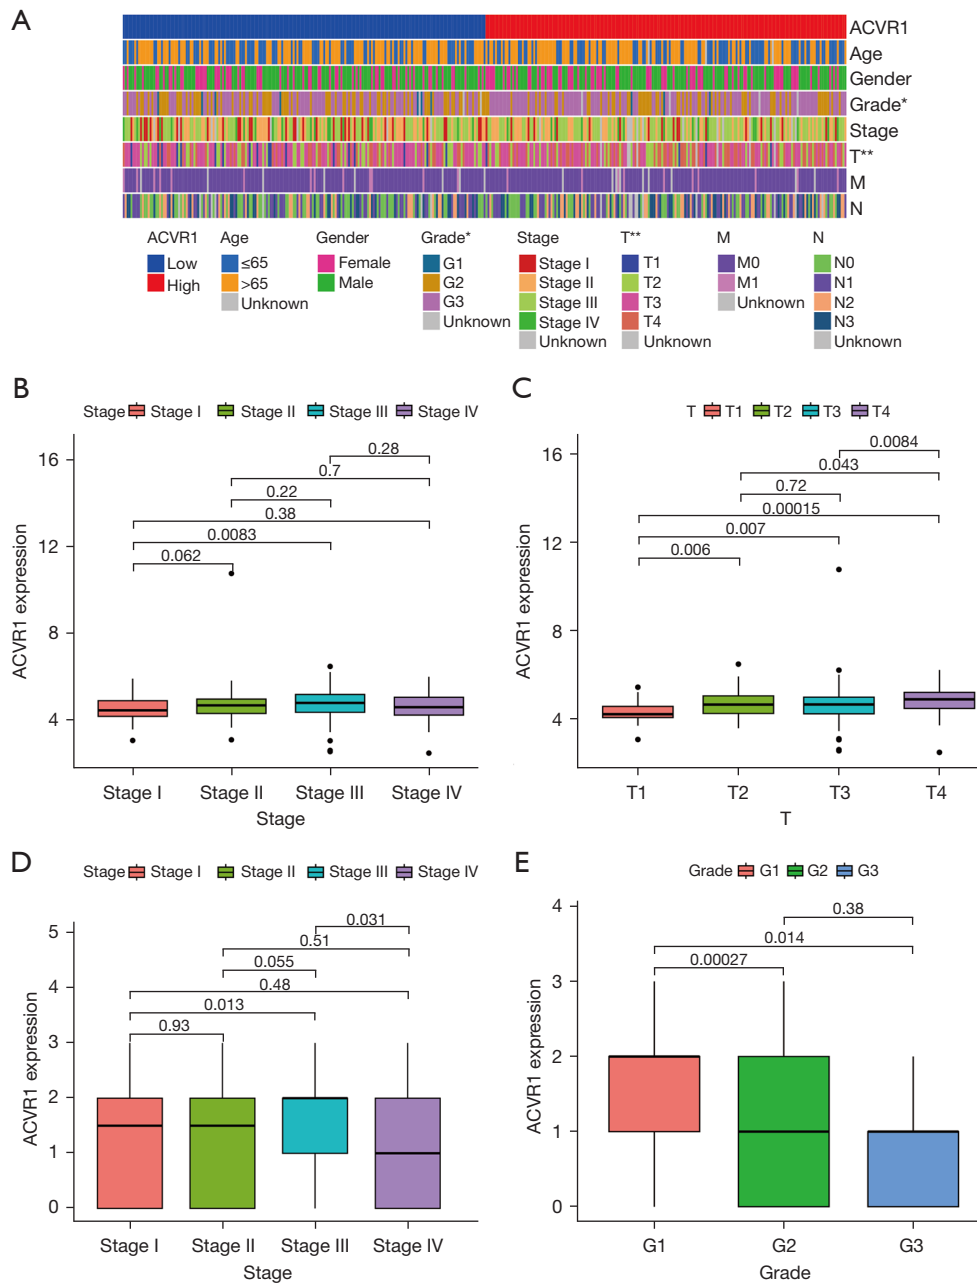 A
ACVR1
Age
Gender
Grade*
Stage
T**
M
N
ACVR1 Age Gender Grade* Stage T** M N
Low ≤65 Female G1 Stage I T1 M0 N0
High >65 Male G2 Stage II T2 M1 N1
Unknown G3 Stage III T3 Unknown N2
Unknown Stage IV T4 N3
Unknown Unknown Unknown
B
Stage Stage I Stage II Stage III Stage IV
16
12
8
4
ACVR1 expression
0.28
0.7
0.22
0.38
0.0083
0.062
Stage I Stage II Stage III Stage IV
Stage
C
T T1 T2 T3 T4
16
12
8
4
ACVR1 expression
0.0084
0.043
0.72
0.00015
0.007
0.006
T1 T2 T3 T4
T
D
Stage Stage I Stage II Stage III Stage IV
5
4
3
2
1
0
ACVR1 expression
0.031
0.51
0.055
0.48
0.013
0.93
Stage I Stage II Stage III Stage IV
Stage
E
Grade G1 G2 G3
4
3
2
1
0
ACVR1 expression
0.38
0.014
0.00027
G1 G2 G3
Grade